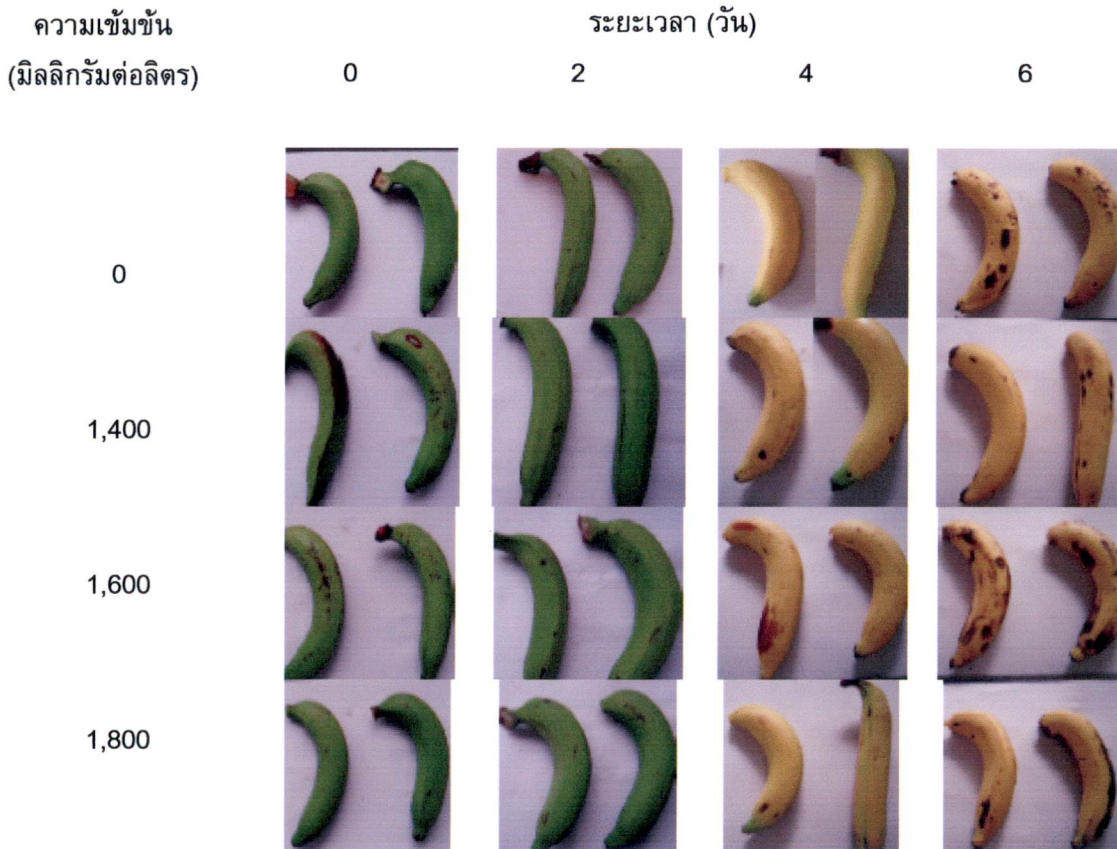 ความเข้มข้น
(มิลลิกรัมต่อลิตร)
ระยะเวลา (วัน)
0 2 4 6
0
1,400
1,600
1,800